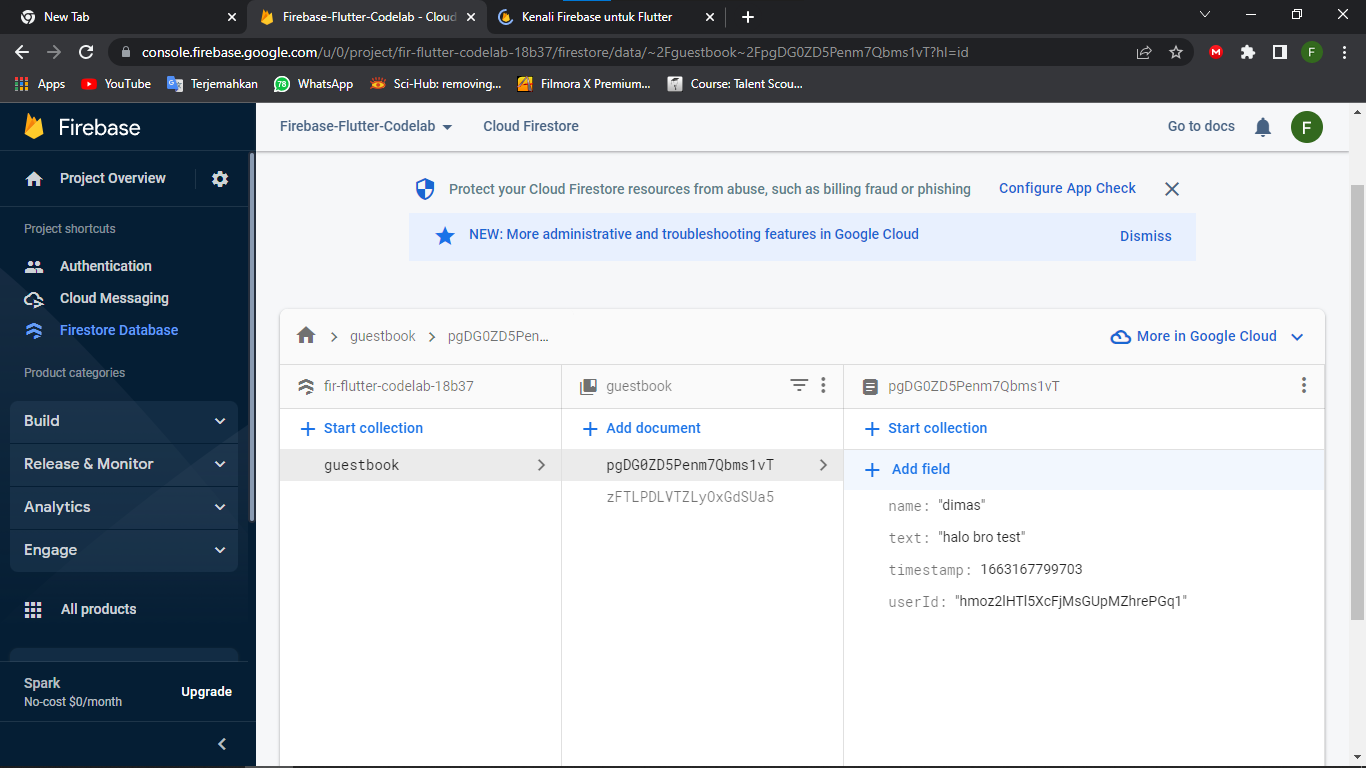 New Tab
Firebase-Flutter-Codelab - Cloud
Kenali Firebase untuk Flutter
console.firebase.google.com/u/0/project/fir-flutter-codelab-18b37/firestore/data/~2Fguestbook~2FpgDG0ZD5Penm7Qbms1vT?hl=id
M
F
Apps
YouTube
Terjemahkan
78
WhatsApp
Sci-Hub: removing...
Filmora X Premium...
Course: Talent Scou...
Firebase
Firebase-Flutter-Codelab
Cloud Firestore
Go to docs
F
Project Overview
Protect your Cloud Firestore resources from abuse, such as billing fraud or phishing
Configure App Check
NEW: More administrative and troubleshooting features in Google Cloud
Dismiss
Project shortcuts
Authentication
Cloud Messaging
Firestore Database
Product categories
Build
Release & Monitor
Analytics
Engage
All products
Spark
No-cost $0/month
Upgrade
guestbook
pgDG0ZD5Pen...
More in Google Cloud
fir-flutter-codelab-18b37
Start collection
guestbook
guestbook
Add document
pgDG0ZD5Penm7Qbms1vT
zFTLPDLVTZLyOxGdSUa5
pgDG0ZD5Penm7Qbms1vT
Start collection
Add field
name: "dimas"
text: "halo bro test"
timestamp: 1663167799703
userId: "hmoz2lHTl5XcFjMsGUpMZhrePGq1"